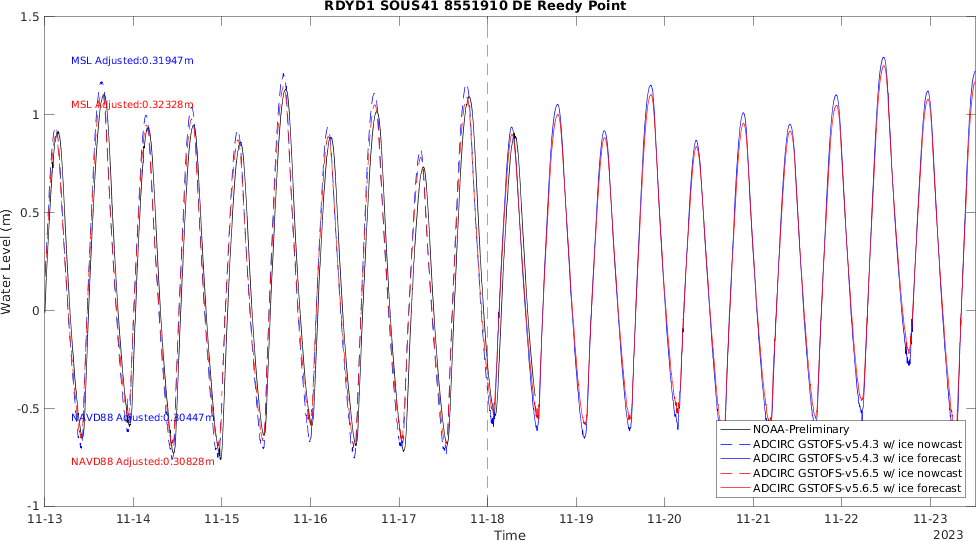 RDYD1 SOUS41 8551910 DE Reedy Point
1.5
1
0.5
0
-0.5
-1
Water Level (m)
MSL Adjusted:0.31947m
MSL Adjusted:0.32328m
NAVD88 Adjusted:0.30447m
NAVD88 Adjusted:0.30828m
NOAA-Preliminary
ADCIRC GSTOFS-v5.4.3 w/ ice nowcast
ADCIRC GSTOFS-v5.4.3 w/ ice forecast
ADCIRC GSTOFS-v5.6.5 w/ ice nowcast
ADCIRC GSTOFS-v5.6.5 w/ ice forecast
11-13 11-14 11-15 11-16 11-17 11-18 11-19 11-20 11-21 11-22 11-23
Time
2023